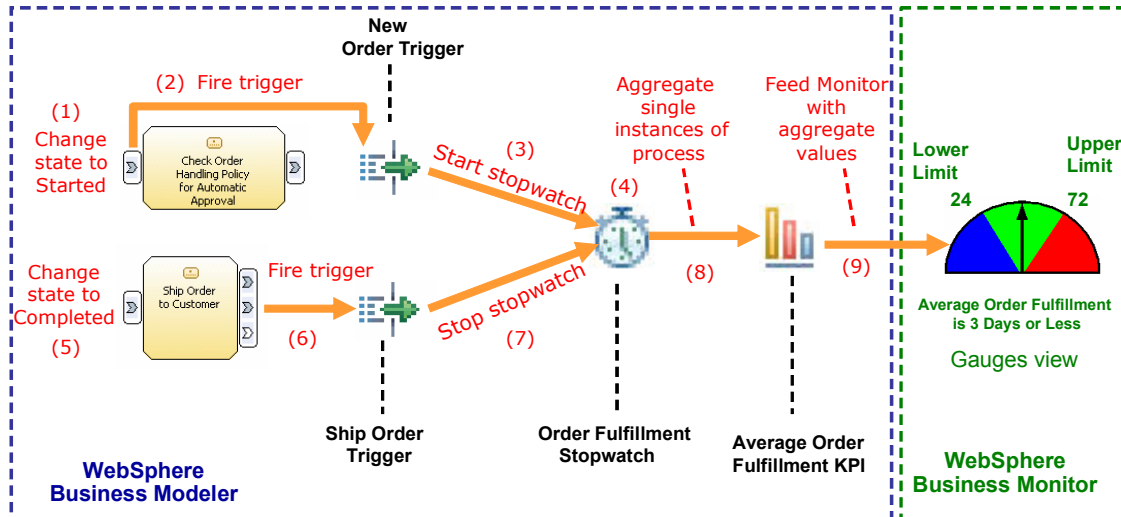 New
Order Trigger
(1)
Change
state to
Started
(2) Fire trigger
Check Order
Handling Policy
for Automatic
Approval
(3)
Start stopwatch
(4)
Aggregate
single
instances of
process
Feed Monitor
with
aggregate
values
Lower
Limit
Upper
Limit
24
72
Change
state to
Completed
(5)
Ship Order
to Customer
Fire trigger
(6)
Stop stopwatch
(7)
(8)
(9)
Average Order Fulfillment
is 3 Days or Less
Gauges view
Ship Order
Trigger
Order Fulfillment
Stopwatch
Average Order
Fulfillment KPI
WebSphere
Business Modeler
WebSphere
Business Monitor